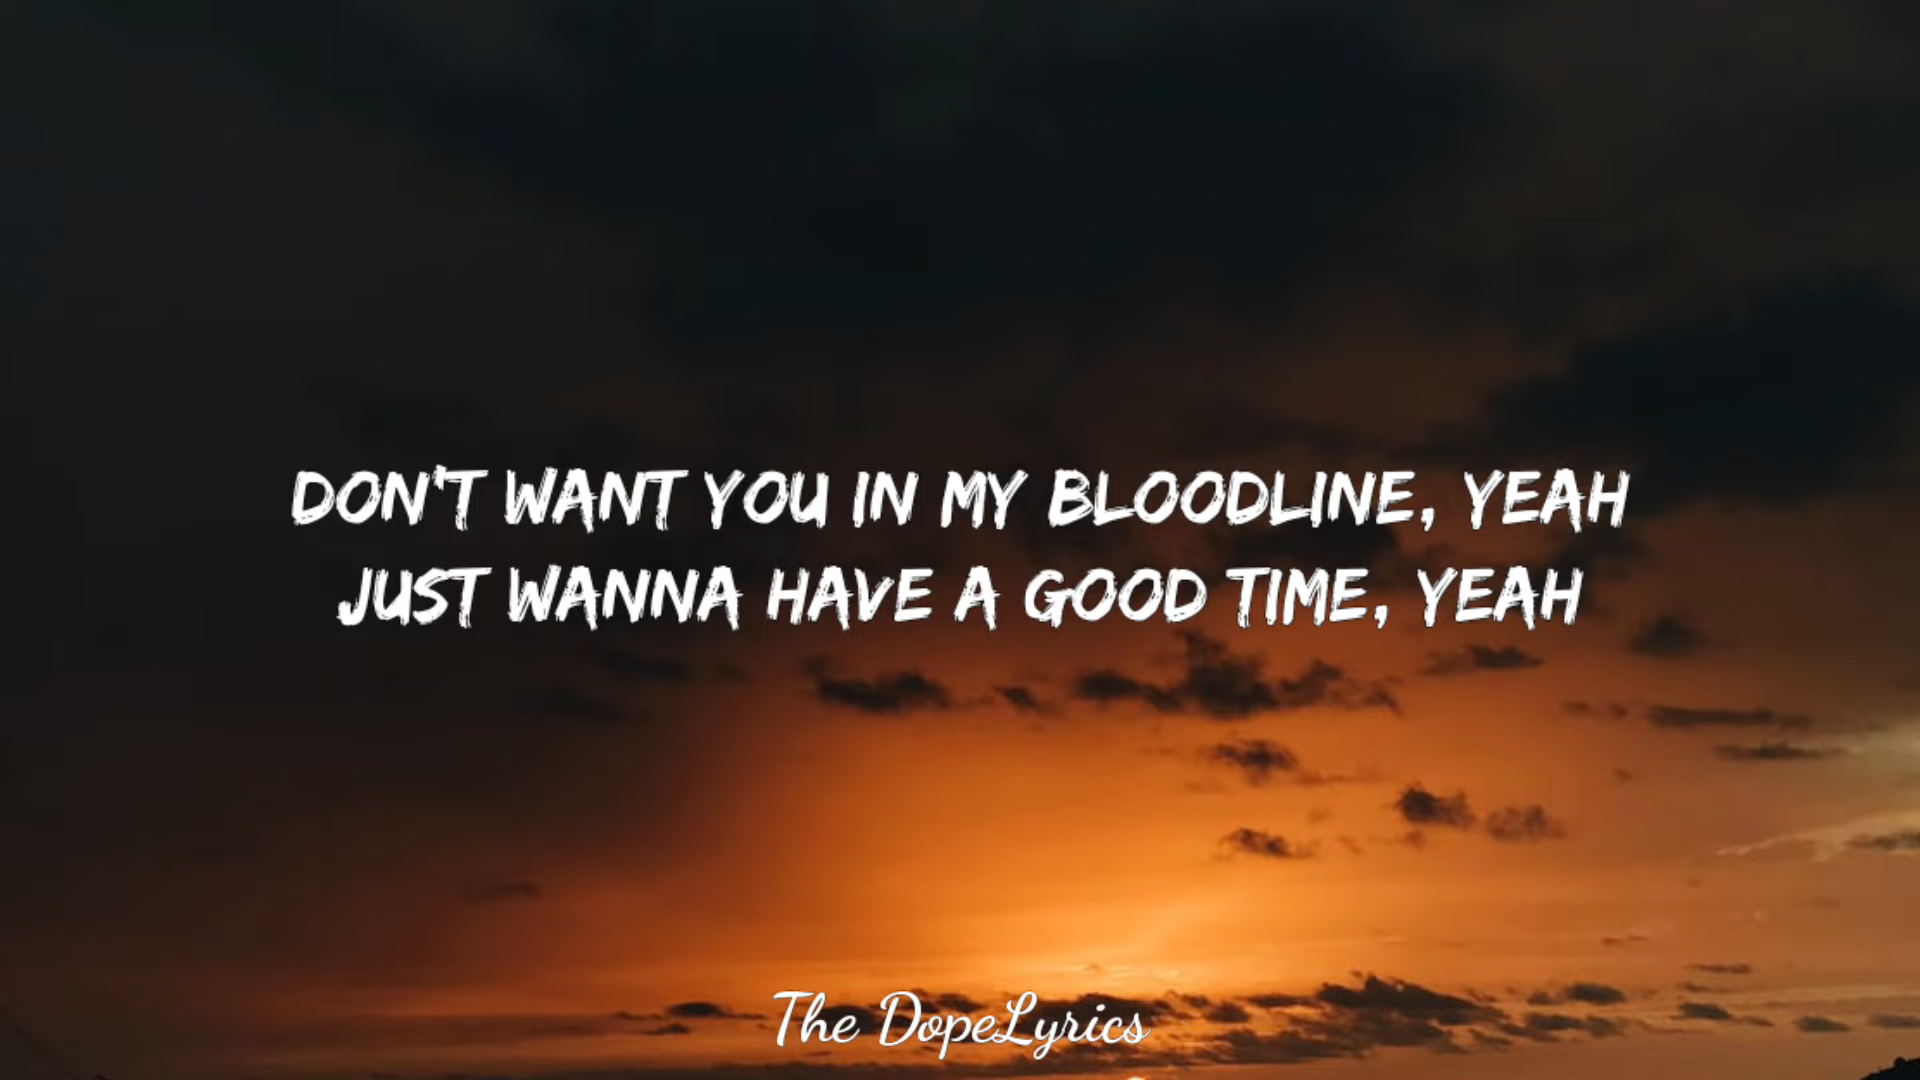 DON'T WANT YOU IN MY BLOODLINE, YEAH
JUST WANNA HAVE A GOOD TIME, YEAH
The DopeLyrics